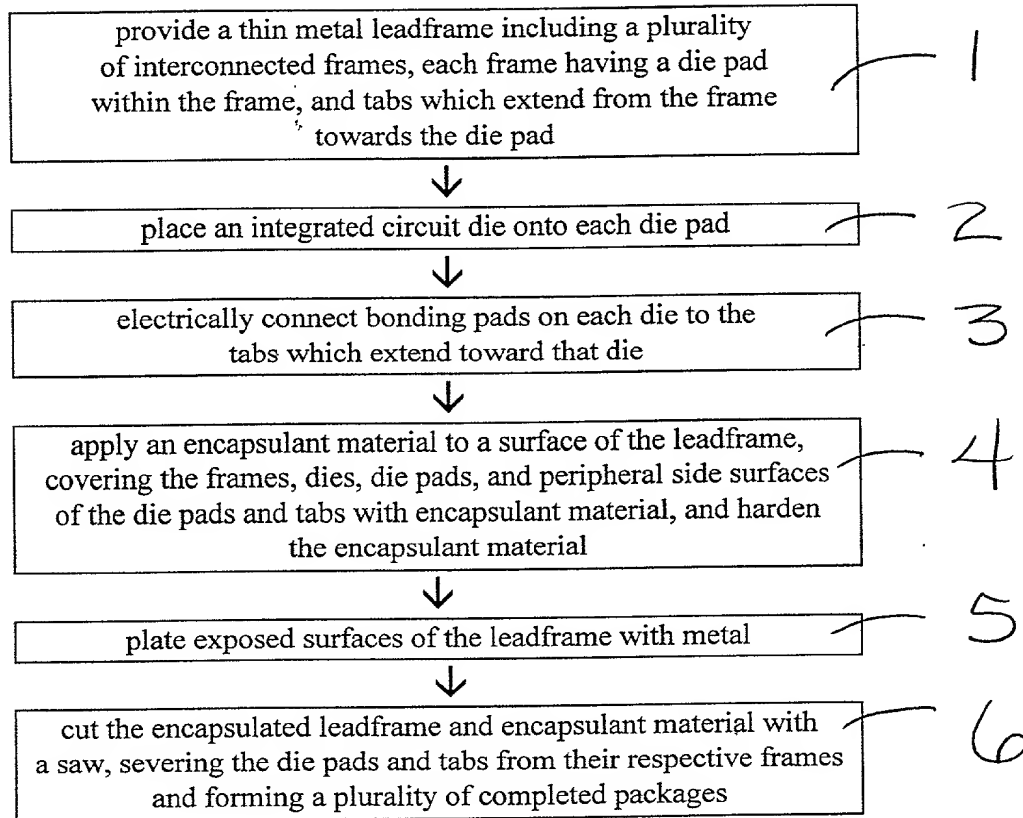 provide a thin metal leadframe including a plurality
of interconnected frames, each frame having a die pad
within the frame, and tabs which extend from the frame
towards the die pad
1
place an integrated circuit die onto each die pad
2
electrically connect bonding pads on each die to the
tabs which extend toward that die
3
apply an encapsulant material to a surface of the leadframe,
covering the frames, dies, die pads, and peripheral side surfaces
of the die pads and tabs with encapsulant material, and harden
the encapsulant material
4
plate exposed surfaces of the leadframe with metal
5
cut the encapsulated leadframe and encapsulant material with
a saw, severing the die pads and tabs from their respective frames
and forming a plurality of completed packages
6